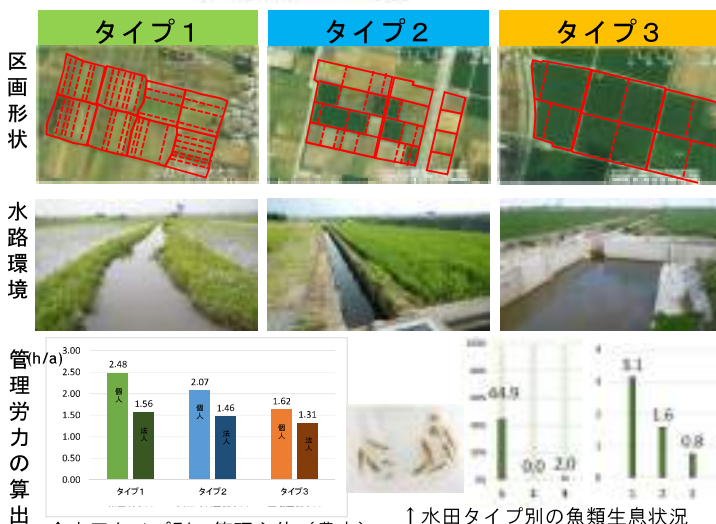 タイプ1
タイプ2
タイプ3
区画形状
水路環境
管理労力の算出
(h/a)
3.00
2.50
2.00
1.50
1.00
0.50
0.00
2.48
個人
1.56
法人
2.07
個人
1.46
法人
1.62
個人
1.31
法人
タイプ1
タイプ2
タイプ3
44.9
0.0
2.0
3.1
1.6
0.8
1
2
3
↑水田タイプ別の魚類生息状況